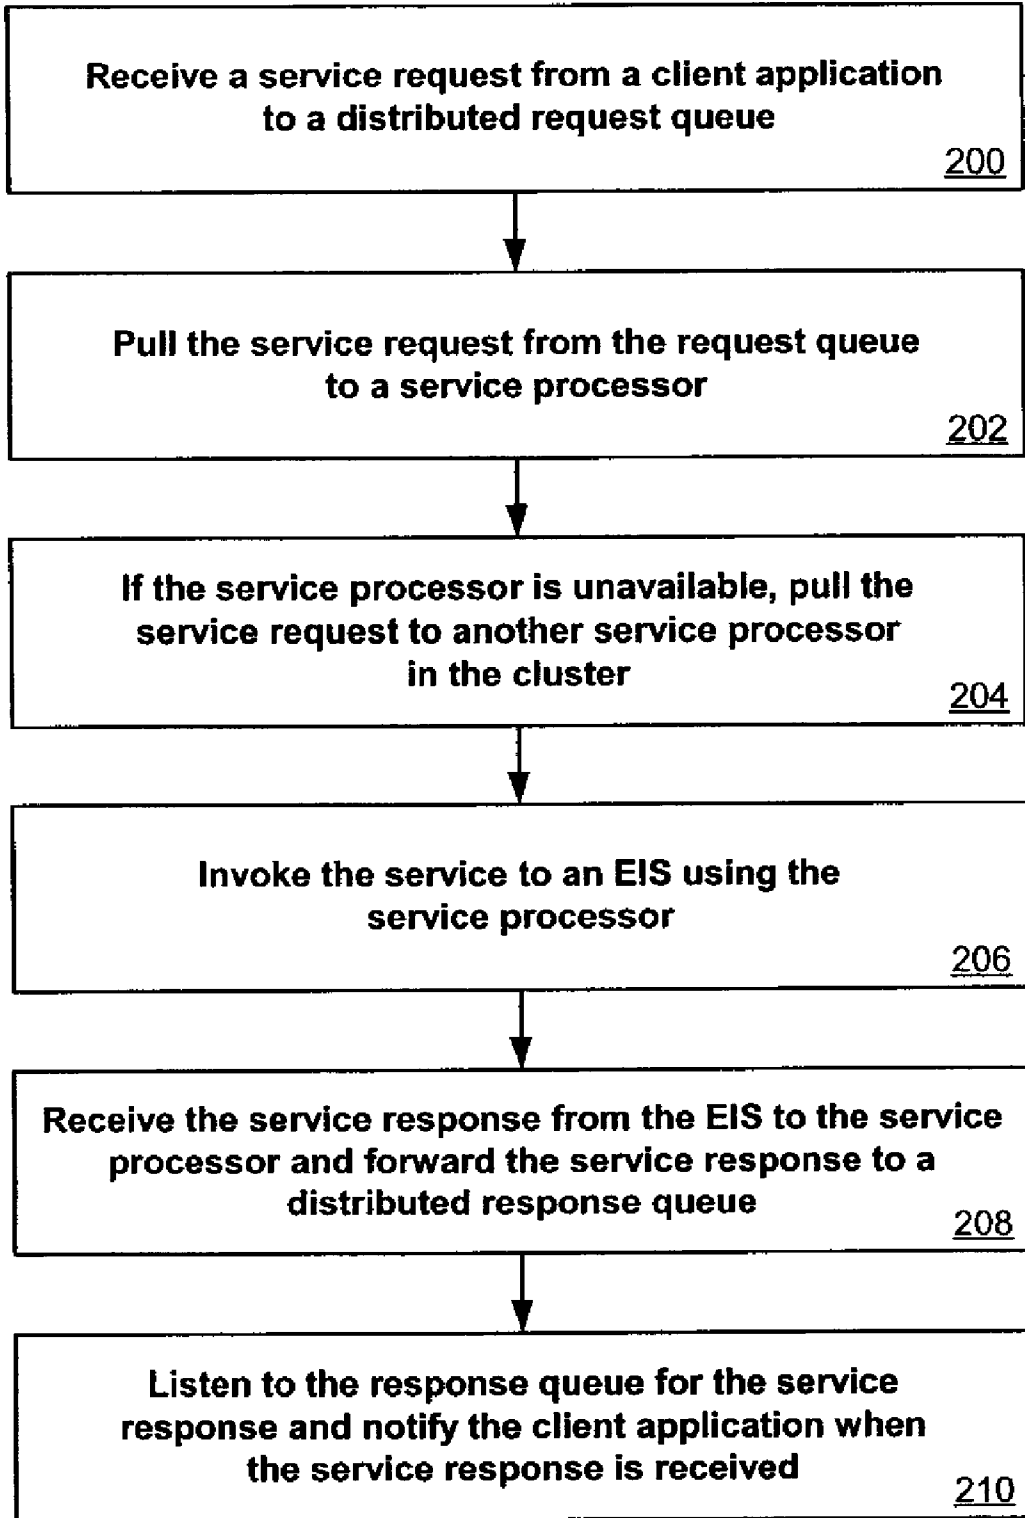 Receive a service request from a client application
to a distributed request queue
200
Pull the service request from the request queue
to a service processor
202
If the service processor is unavailable, pull the
service request to another service processor
in the cluster
204
Invoke the service to an EIS using the
service processor
206
Receive the service response from the EIS to the service
processor and forward the service response to a
distributed response queue
208
Listen to the response queue for the service
response and notify the client application when
the service response is received
210